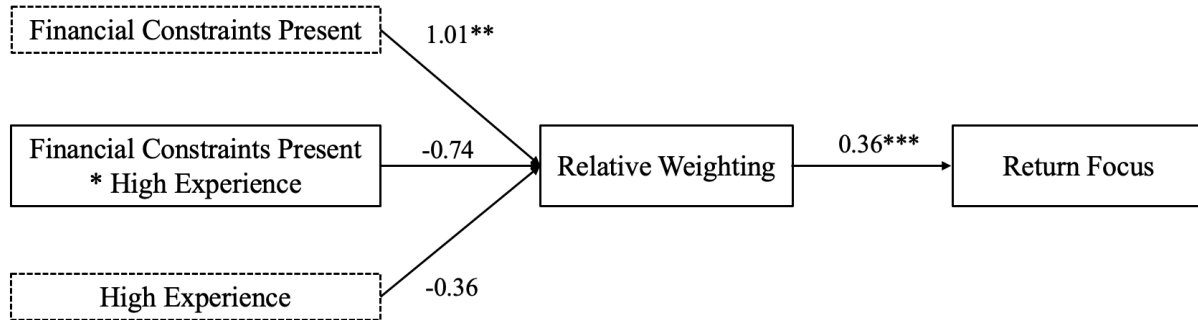 Financial Constraints Present
1.01**
Financial Constraints Present
* High Experience
-0.74
Relative Weighting
0.36***
Return Focus
High Experience
-0.36